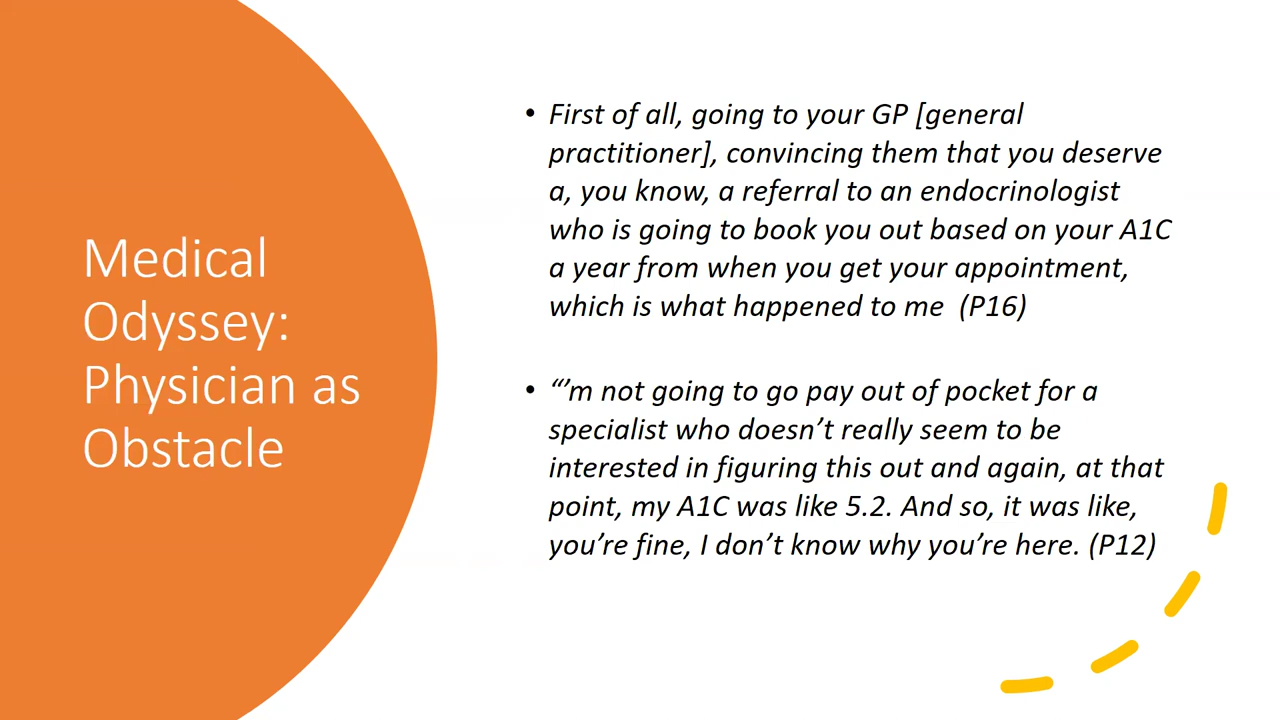 Medical
Odyssey:
Physician as
Obstacle
• First of all, going to your GP [general
practitioner], convincing them that you deserve
a, you know, a referral to an endocrinologist
who is going to book you out based on your A1C
a year from when you get your appointment,
which is what happened to me (P16)
• “’m not going to go pay out of pocket for a
specialist who doesn’t really seem to be
interested in figuring this out and again, at that
point, my A1C was like 5.2. And so, it was like,
you’re fine, I don’t know why you’re here. (P12)